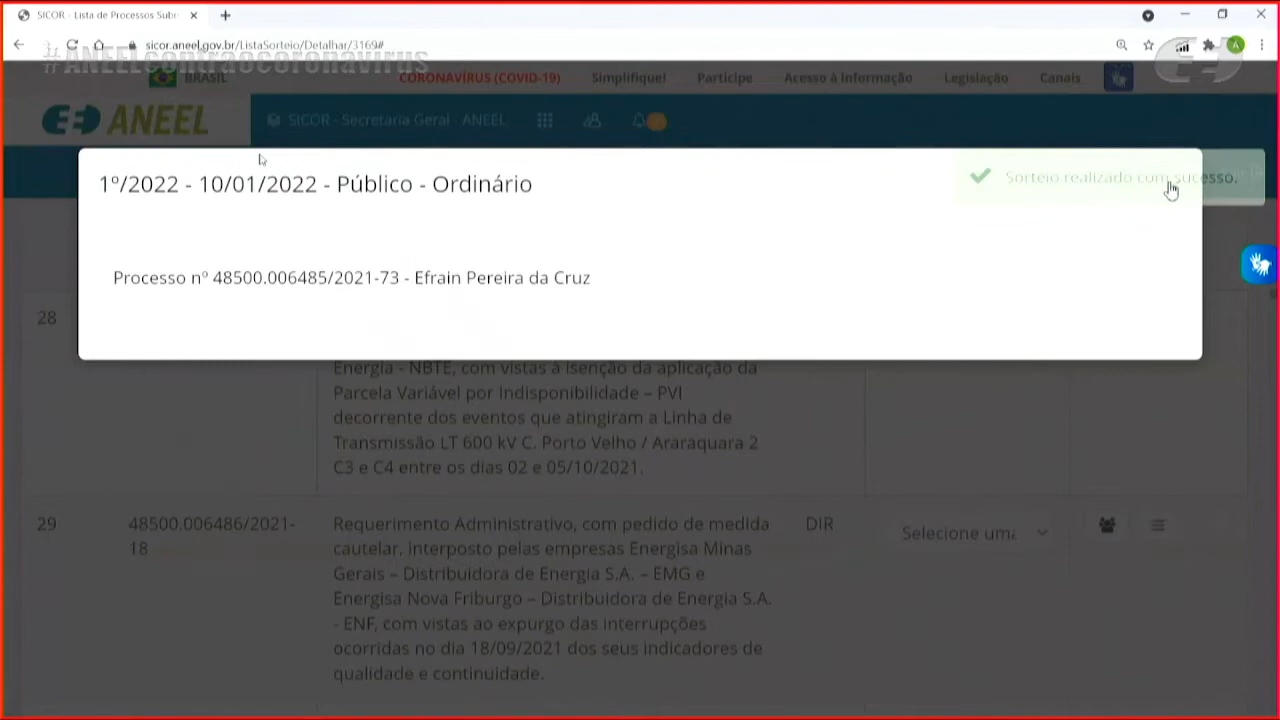 SICOR - Lista de Processos Subr
sicor.aneel.gov.br/ListaSorteio/Detalhar/3169#
A
#ANEELcontraocoronavirus
BRASIL
CORONAVÍRUS (COVID-19)
Simplifique!
Participe
Acesso à Informação
Legislação
Canais
ANEEL
SICOR - Secretaria Geral - ANEEL
1º/2022 - 10/01/2022 - Público - Ordinário
Sorteio realizado com sucesso.
Processo nº 48500.006485/2021-73 - Efrain Pereira da Cruz
28
Energia - NBTE, com vistas à isenção da aplicação da
Parcela Variável por Indisponibilidade – PVI
decorrente dos eventos que atingiram a Linha de
Transmissão LT 600 kV C. Porto Velho / Araraquara 2
C3 e C4 entre os dias 02 e 05/10/2021.
29
48500.006486/2021-
18
Requerimento Administrativo, com pedido de medida
cautelar, interposto pelas empresas Energisa Minas
Gerais – Distribuidora de Energia S.A. – EMG e
Energisa Nova Friburgo – Distribuidora de Energia S.A.
- ENF, com vistas ao expurgo das interrupções
ocorridas no dia 18/09/2021 dos seus indicadores de
qualidade e continuidade.
DIR
Selecione uma